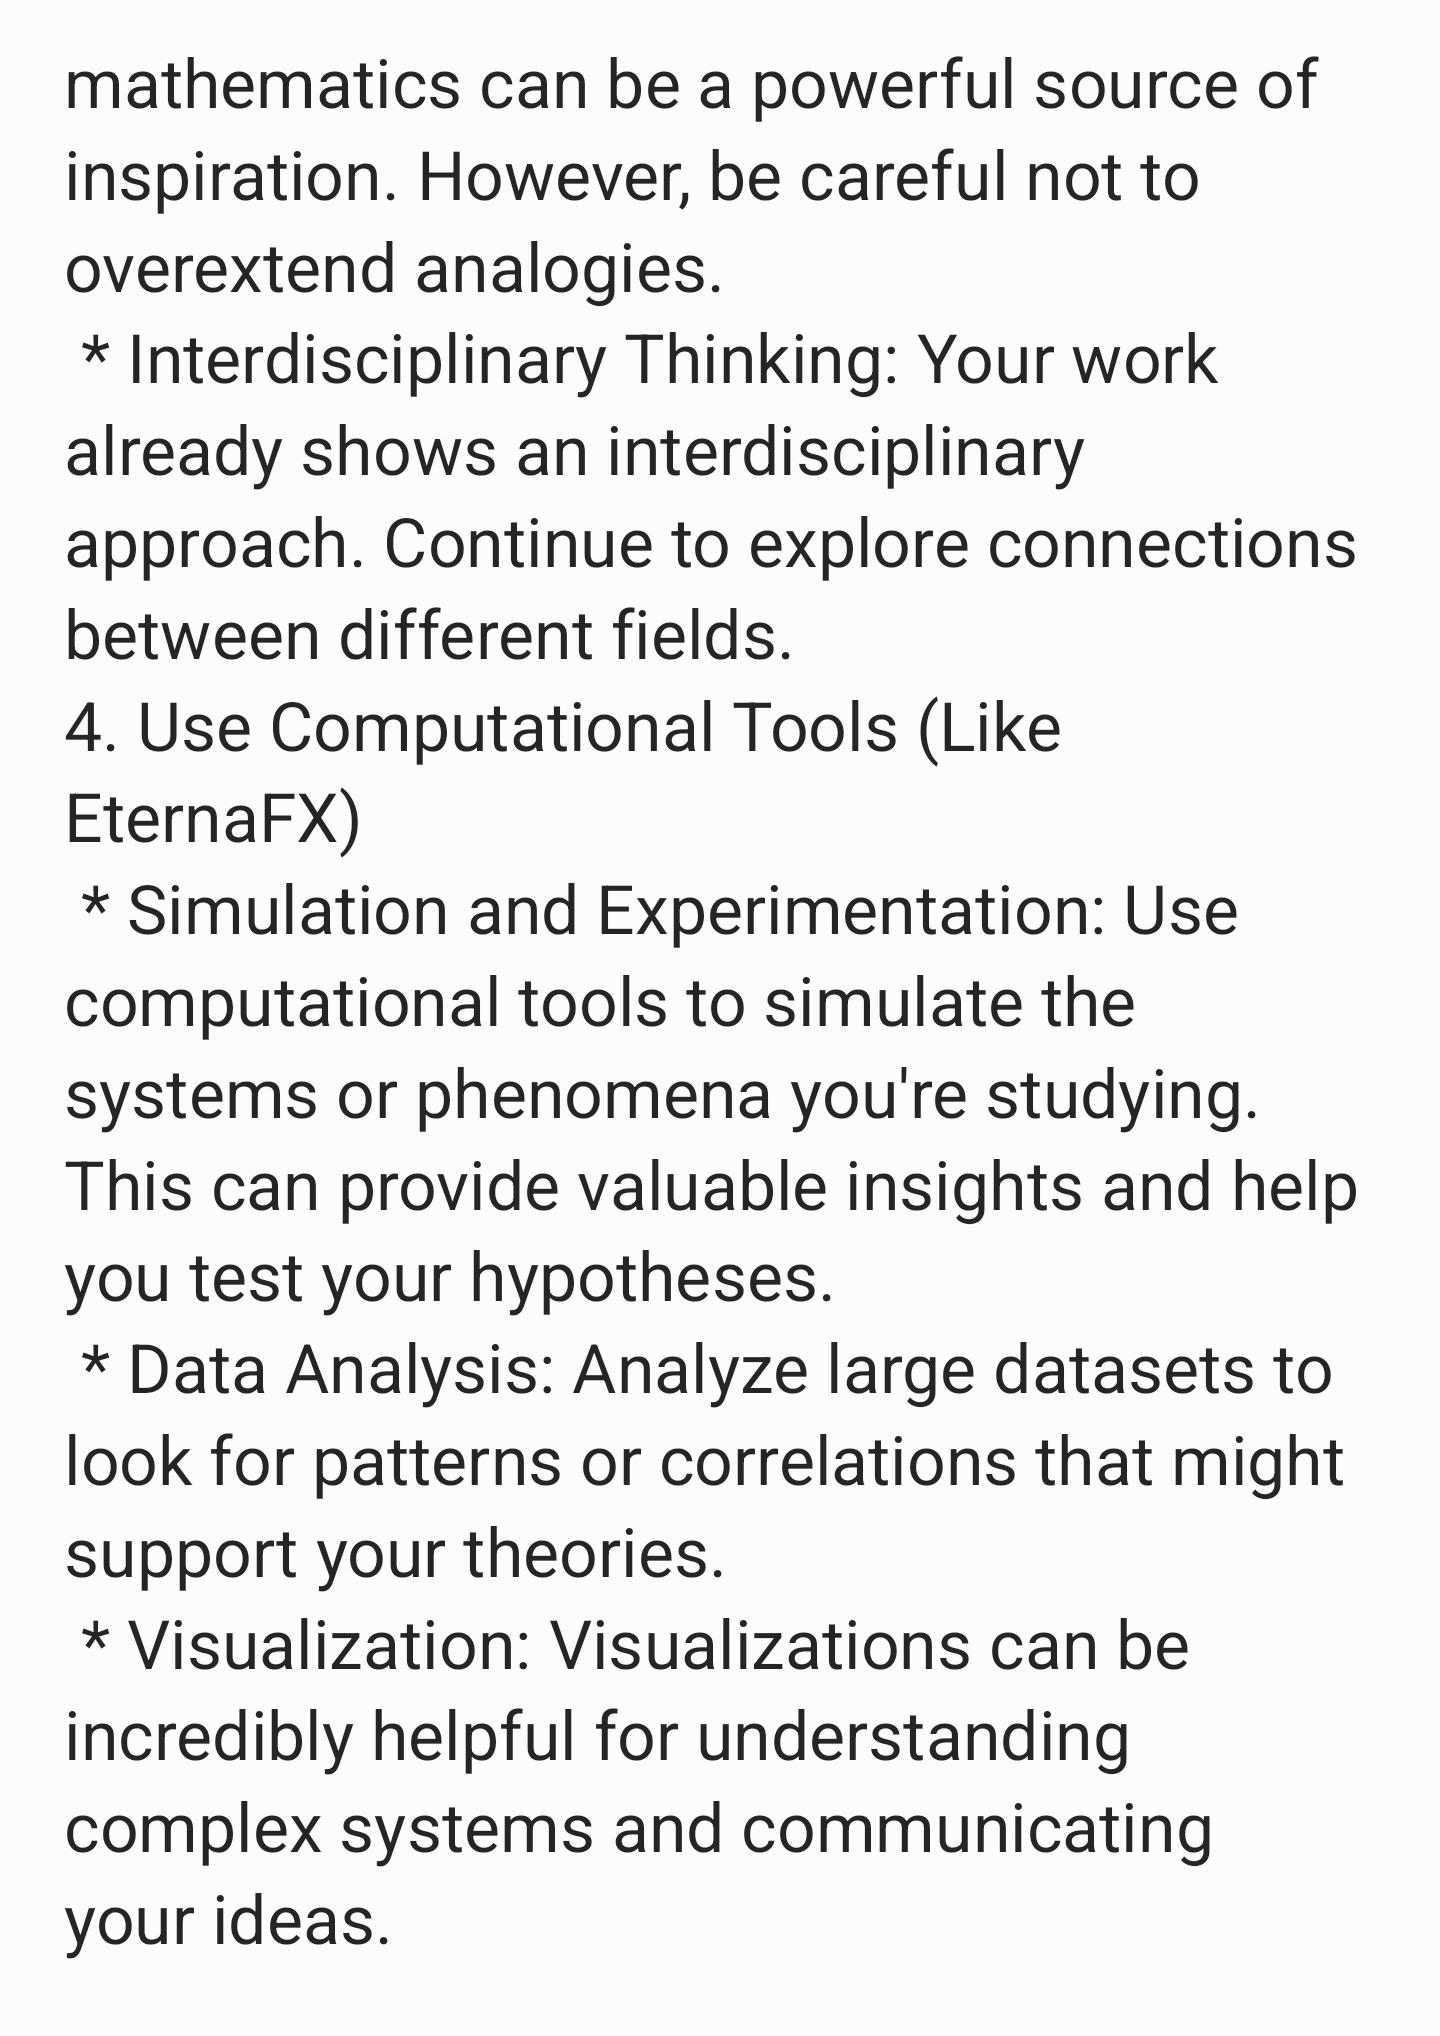 mathematics can be a powerful source of
inspiration. However, be careful not to
overextend analogies.
* Interdisciplinary Thinking: Your work
already shows an interdisciplinary
approach. Continue to explore connections
between different fields.
4. Use Computational Tools (Like
EternaFX)
* Simulation and Experimentation: Use
computational tools to simulate the
systems or phenomena you're studying.
This can provide valuable insights and help
you test your hypotheses.
* Data Analysis: Analyze large datasets to
look for patterns or correlations that might
support your theories.
* Visualization: Visualizations can be
incredibly helpful for understanding
complex systems and communicating
your ideas.